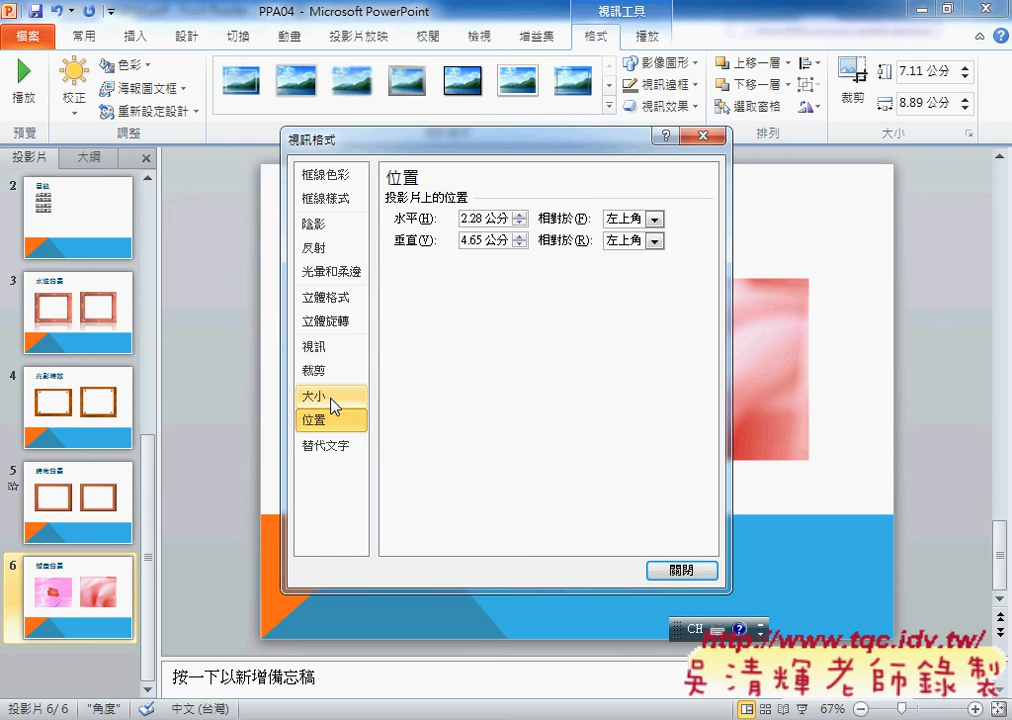 PPA04 - Microsoft PowerPoint
視訊工具
檔案 常用 插入 設計 切換 動畫 投影片放映 校閱 檢視 增益集 格式 播放
播放
預覽
校正
色彩
海報圖文框
重新設定設計
調整
影像圖形
視訊邊框
視訊效果
上移一層
下移一層
選取窗格
排列
裁剪
7.11 公分
8.89 公分
大小
投影片 大綱
2
目錄
3
4
5
6
視訊格式
框線色彩
框線樣式
陰影
反射
光暈和柔邊
立體格式
立體旋轉
視訊
裁剪
大小
位置
替代文字
位置
投影片上的位置
水平(H): 2.28 公分 相對於(F): 左上角
垂直(V): 4.65 公分 相對於(R): 左上角
關閉
CH
按一下以新增備忘稿
http://www.tqc.idv.tw/
吳清輝老師錄製
投影片 6/6 "角度" 中文 (台灣) 67%